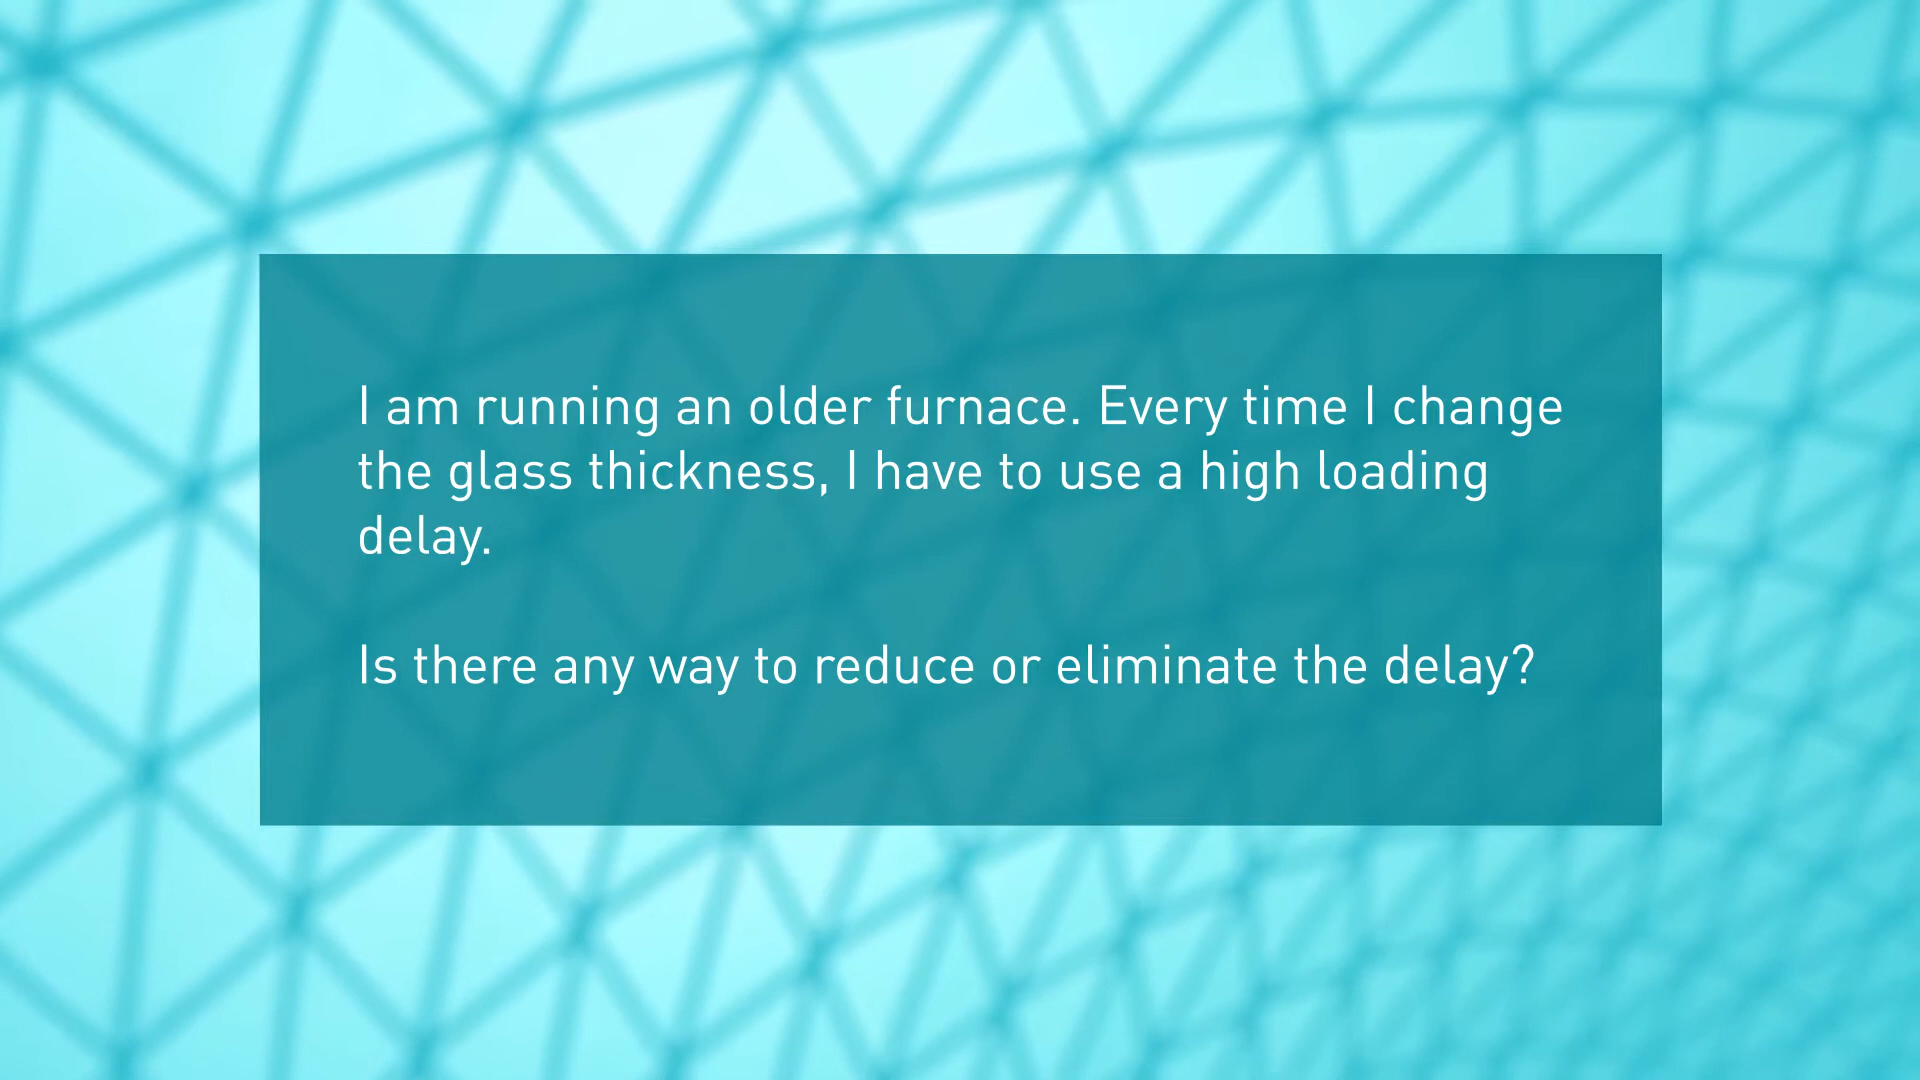 I am running an older furnace. Every time I change
the glass thickness, I have to use a high loading
delay.
Is there any way to reduce or eliminate the delay?